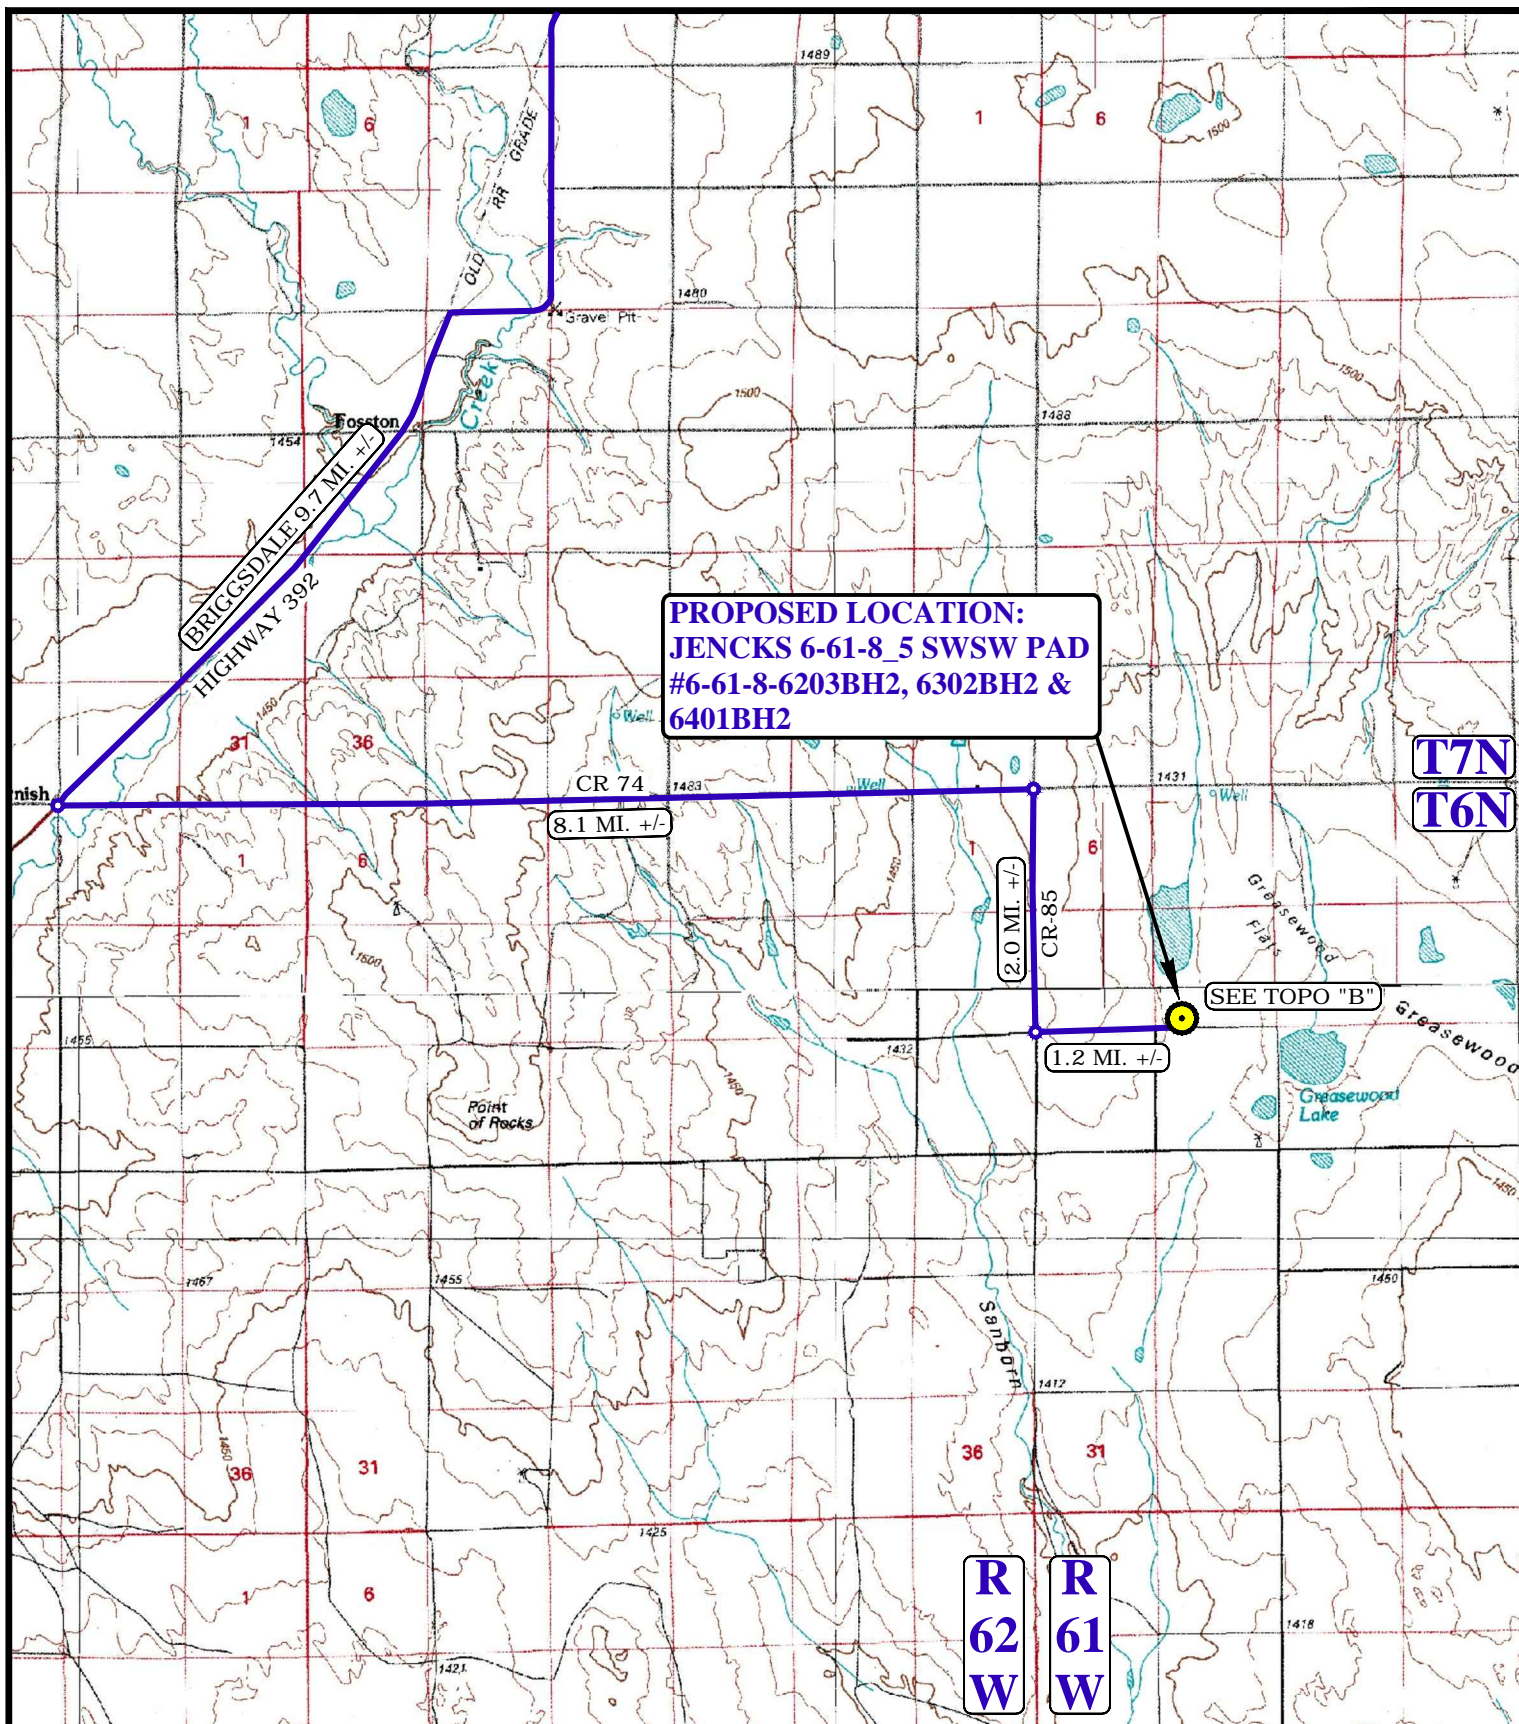 1489
1
6
1
6
1500
OLD RR GRADE
1480
Gravel Pit
Creek
1500
1500
Fosston
1454
1488
BRIGGSDALE 9.7 MI. +/-
HIGHWAY 392
PROPOSED LOCATION:
JENCKS 6-61-8_5 SWSW PAD
#6-61-8-6203BH2, 6302BH2 &
6401BH2
1450
31
36
Well
T7N
T6N
nish
CR 74
1483
Well
1431
Well
8.1 MI. +/-
1
6
1450
1
6
2.0 MI. +/-
CR-85
Greasewood
Flats
1500
SEE TOPO "B"
Greasewood
1455
1432
1.2 MI. +/-
1450
Point
of Rocks
Greasewood
Lake
1450
1467
1455
1450
Sanborn
1412
1450
36
31
36
31
1425
R
62
W
R
61
W
1
6
1418
1421